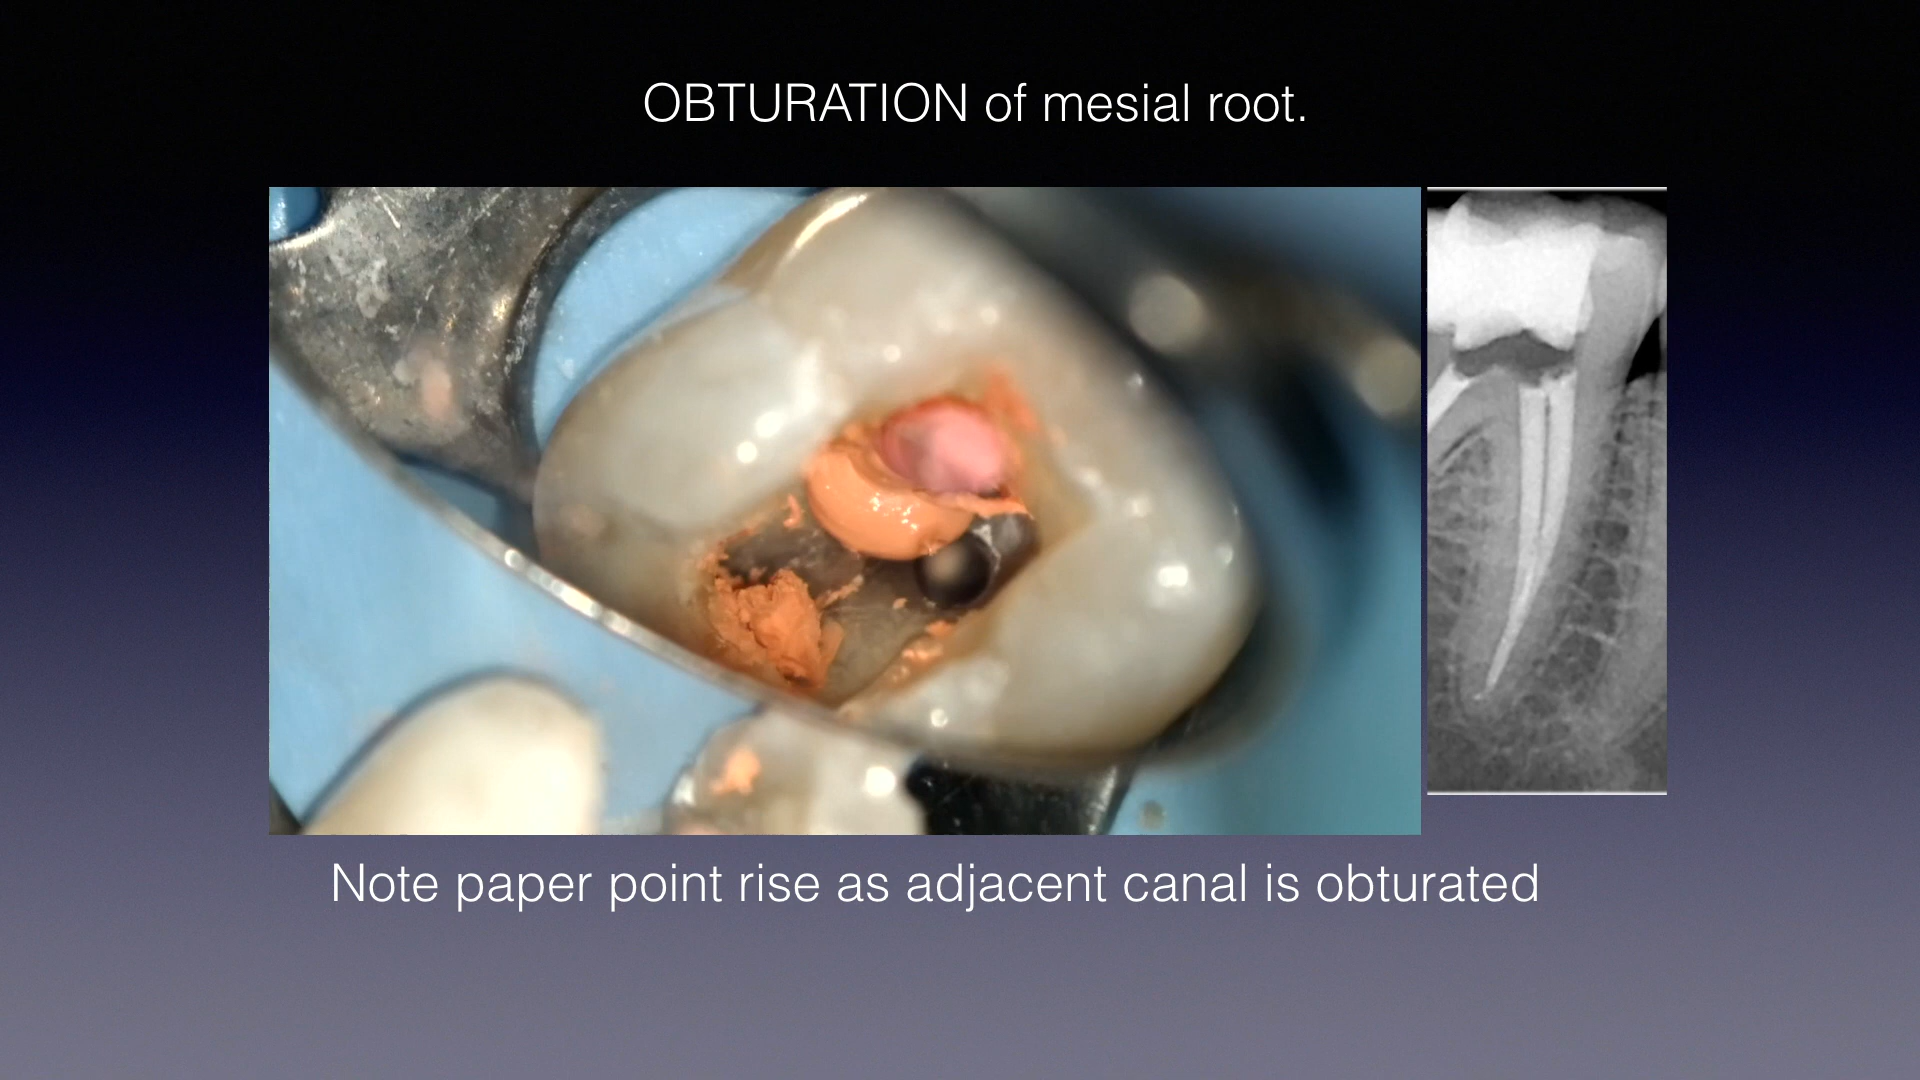 OBTURATION of mesial root.
Note paper point rise as adjacent canal is obturated